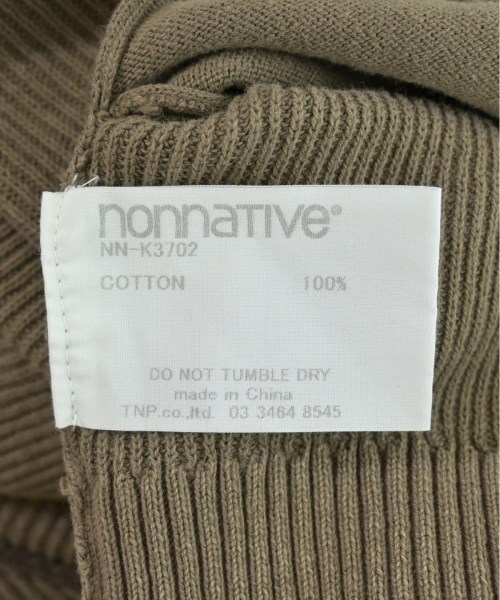 nonnative®
NN-K3702
COTTON 100%
DO NOT TUMBLE DRY
made in China
TNP.co.,ltd. 03 3464 8545